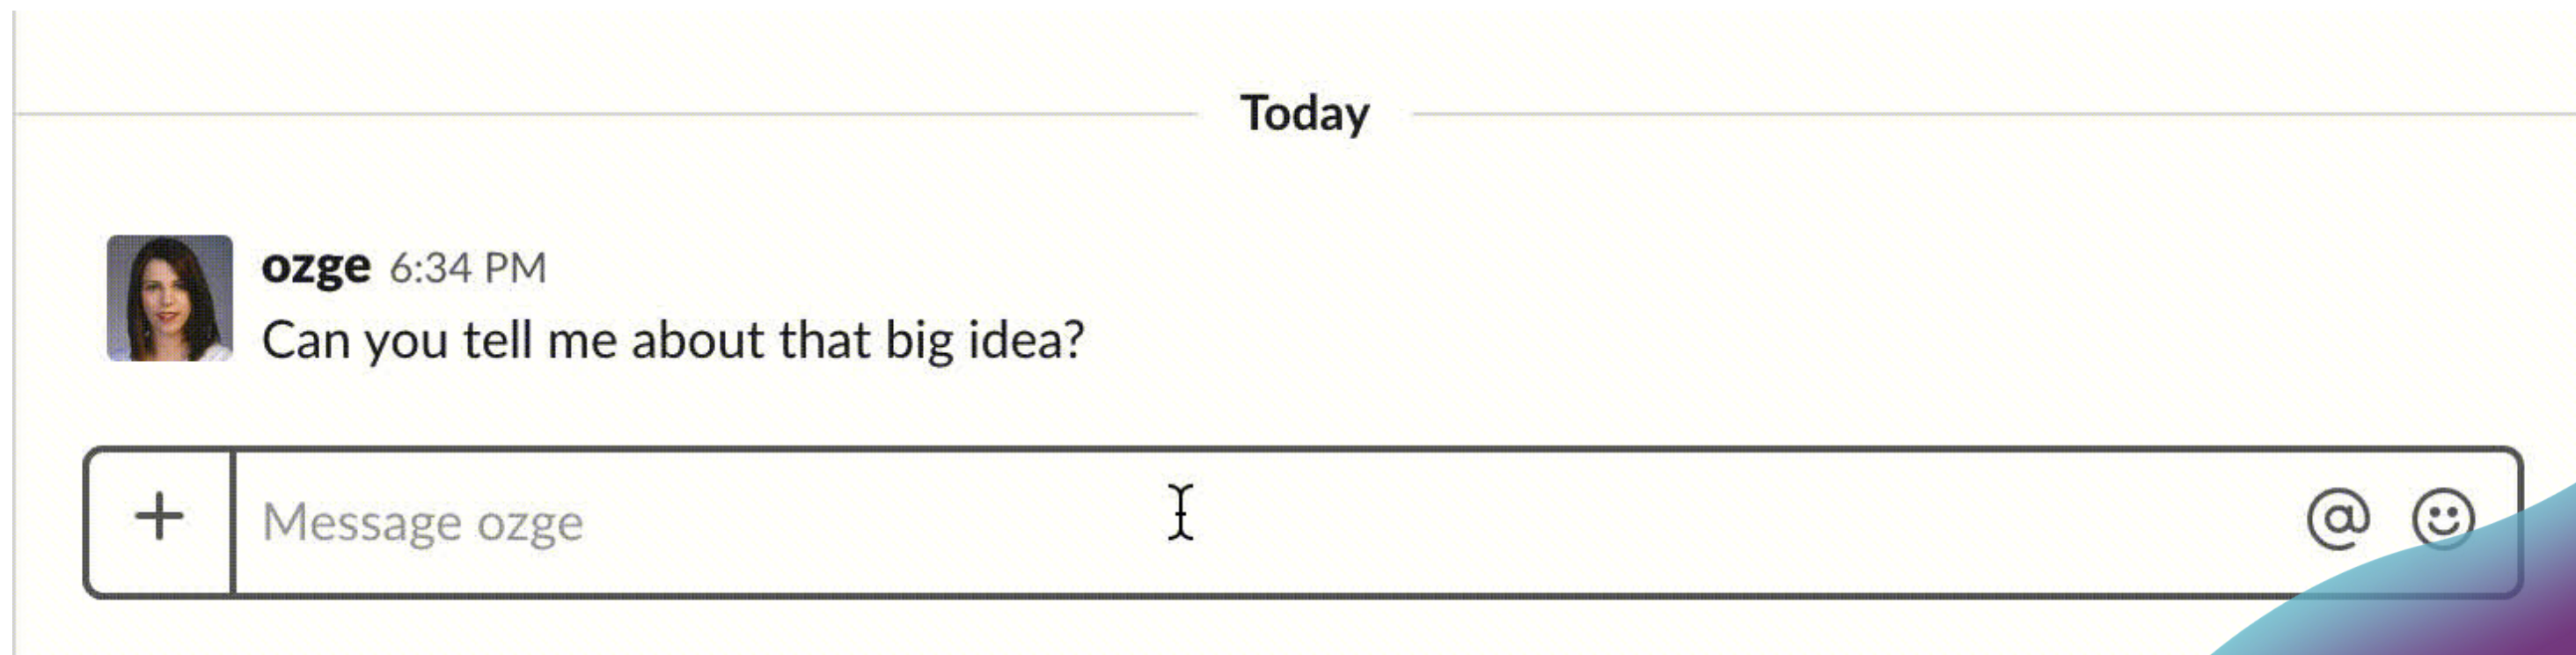 Today
ozge 6:34 PM
Can you tell me about that big idea?
Message ozge